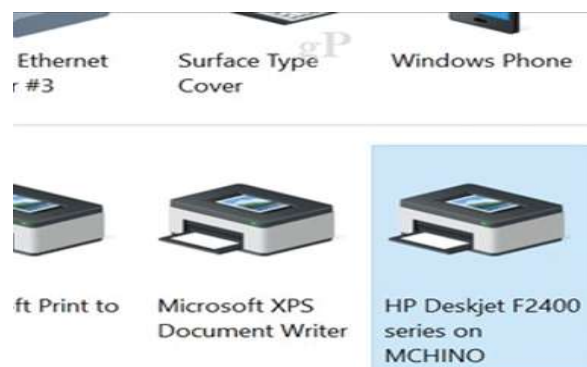 Ethernet
r #3
Surface Type
Cover
gP
Windows Phone
ft Print to
Microsoft XPS
Document Writer
HP Deskjet F2400
series on
MCHINO